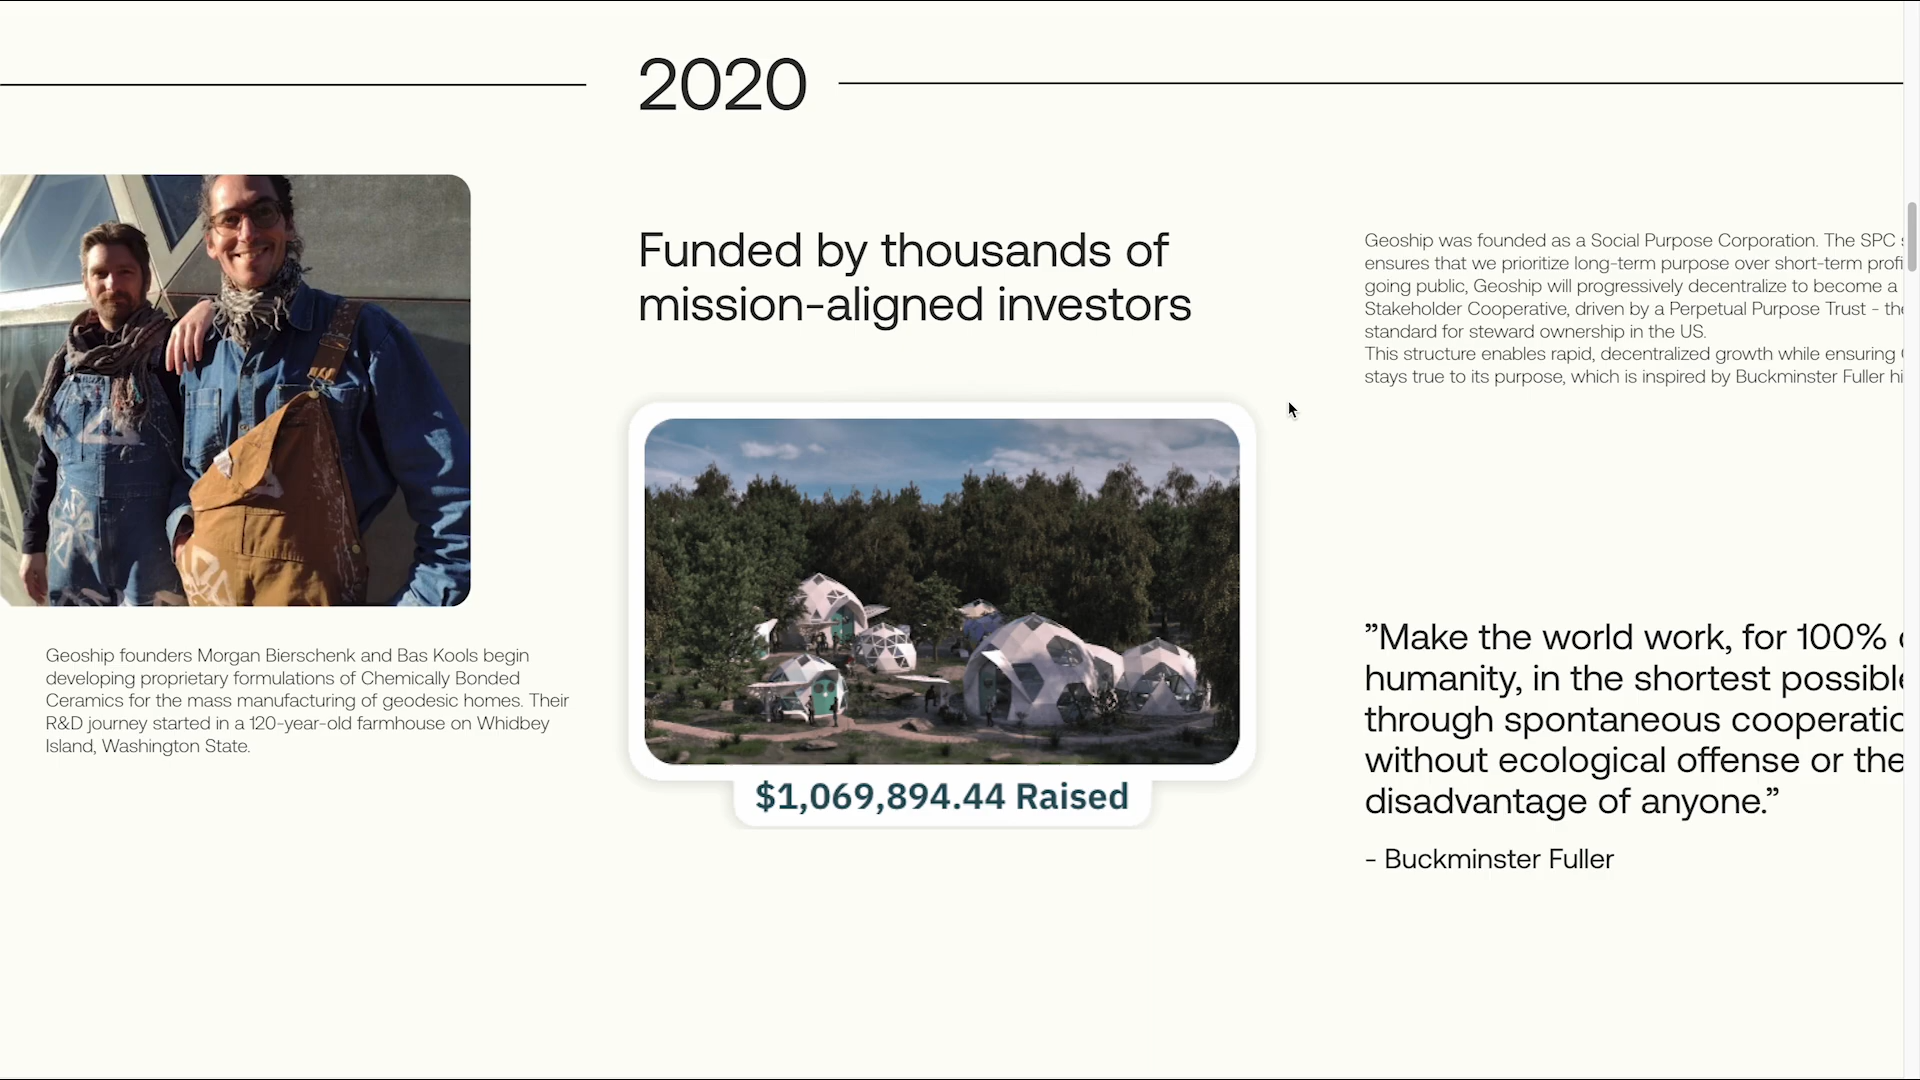 2020
Geoship founders Morgan Bierschenk and Bas Kools begin
developing proprietary formulations of Chemically Bonded
Ceramics for the mass manufacturing of geodesic homes. Their
R&D journey started in a 120-year-old farmhouse on Whidbey
Island, Washington State.
Funded by thousands of
mission-aligned investors
$1,069,894.44 Raised
Geoship was founded as a Social Purpose Corporation. The SPC
ensures that we prioritize long-term purpose over short-term
going public, Geoship will progressively decentralize to become a
Stakeholder Cooperative, driven by a Perpetual Purpose Trust -
standard for steward ownership in the US.
This structure enables rapid, decentralized growth while ensuring
stays true to its purpose, which is inspired by Buckminster Fuller
”Make the world work, for 100%
humanity, in the shortest
through spontaneous
without ecological offense or the
disadvantage of anyone.”
- Buckminster Fuller